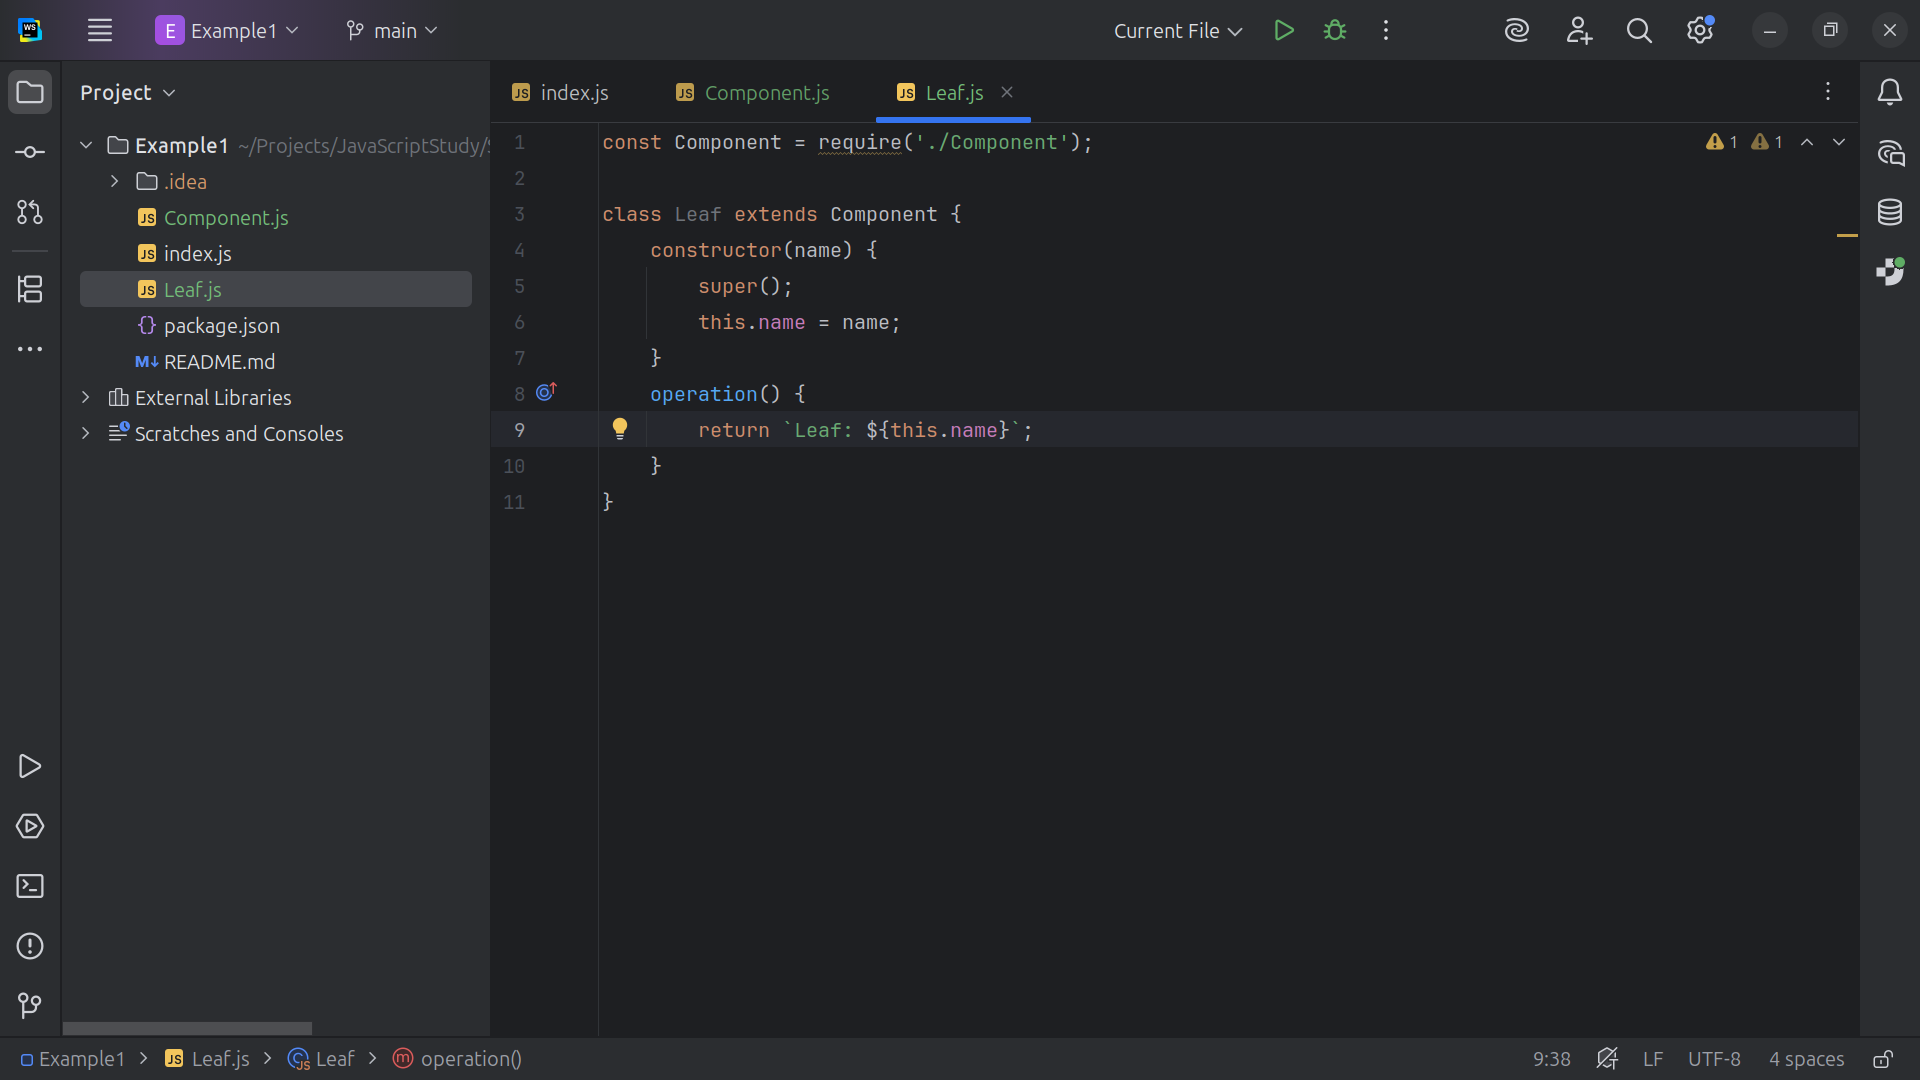 WS
E Example1
main
Current File
Project
Example1 ~/Projects/JavaScriptStudy/
.idea
JS Component.js
JS index.js
JS Leaf.js
{} package.json
M↓ README.md
External Libraries
Scratches and Consoles
JS index.js
JS Component.js
JS Leaf.js
1 const Component = require('./Component');
1 1
2
3 class Leaf extends Component {
4     constructor(name) {
5         super();
6         this.name = name;
7     }
8     operation() {
9         return `Leaf: ${this.name}`;
10     }
11 }
Example1 > JS Leaf.js > Leaf > m operation()
9:38 LF UTF-8 4 spaces